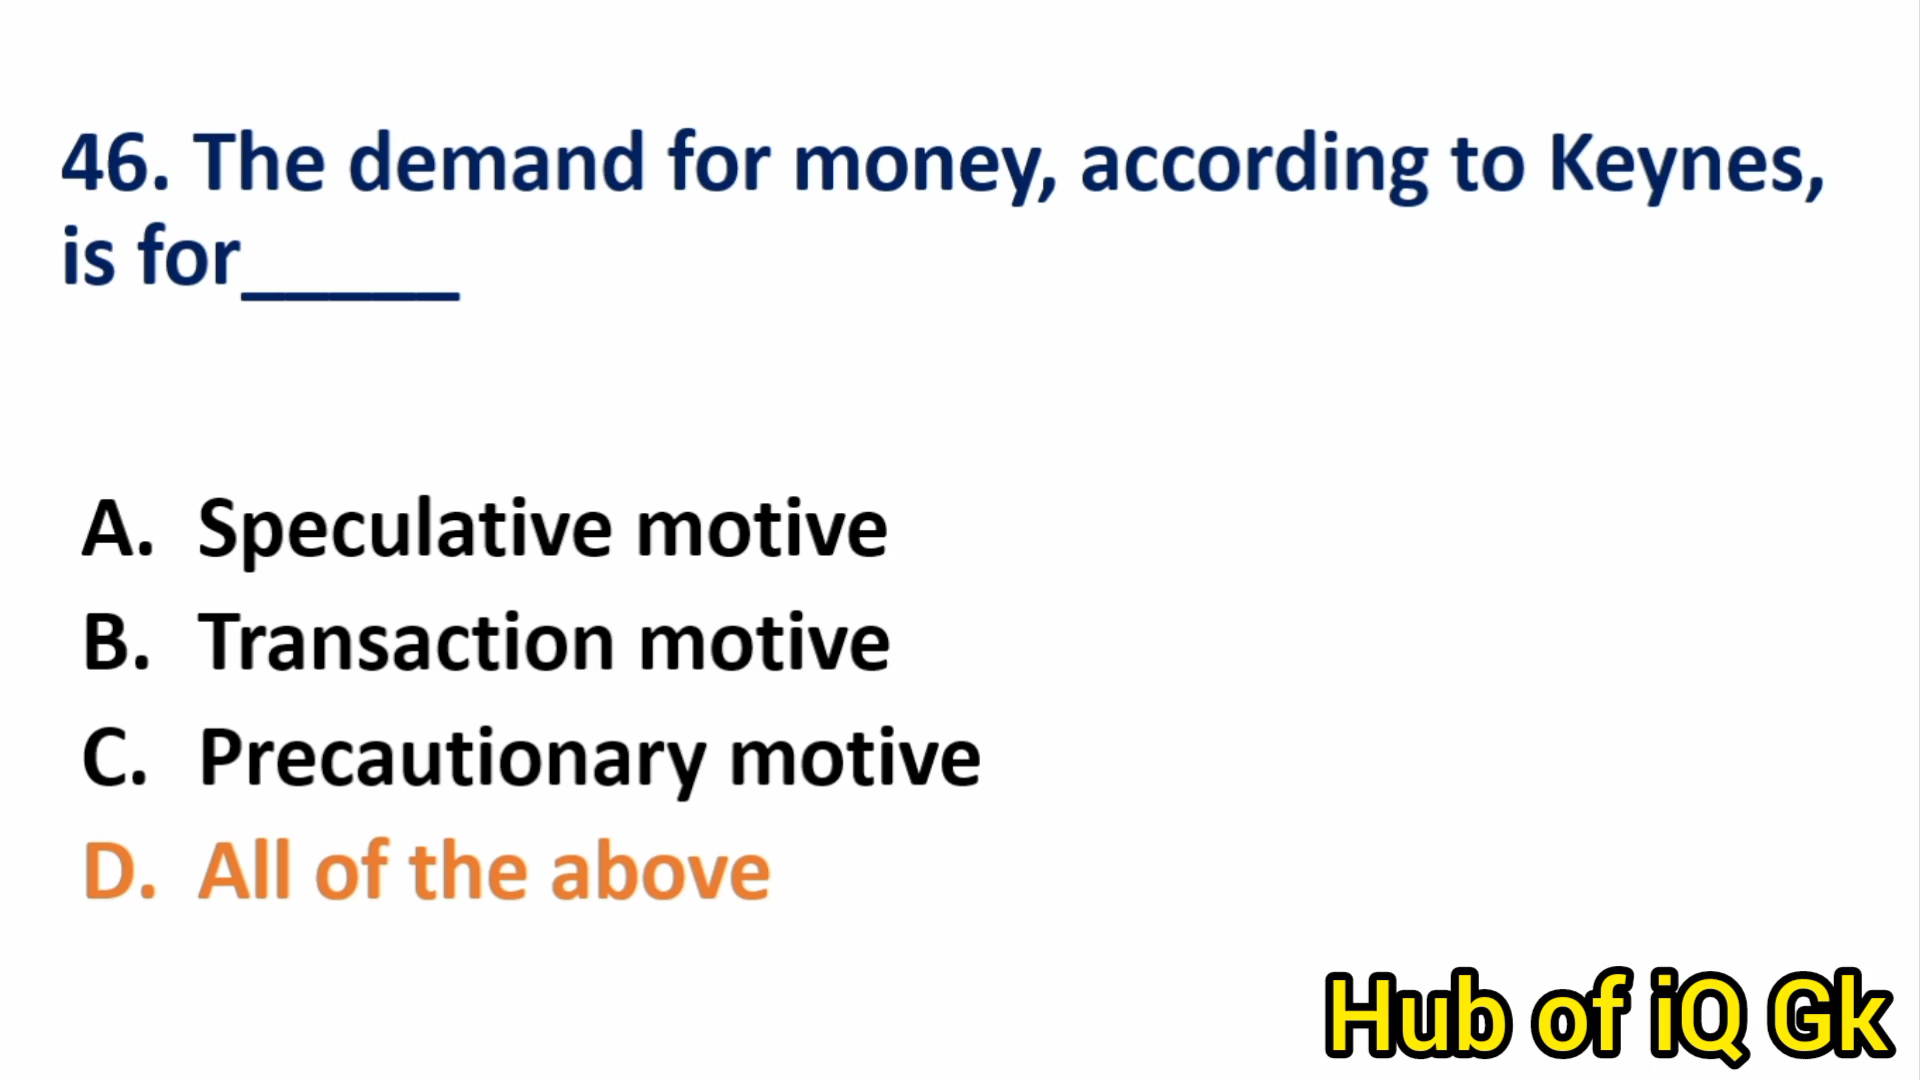 46. The demand for money, according to Keynes,
is for_____
A. Speculative motive
B. Transaction motive
C. Precautionary motive
D. All of the above
Hub of iQ Gk